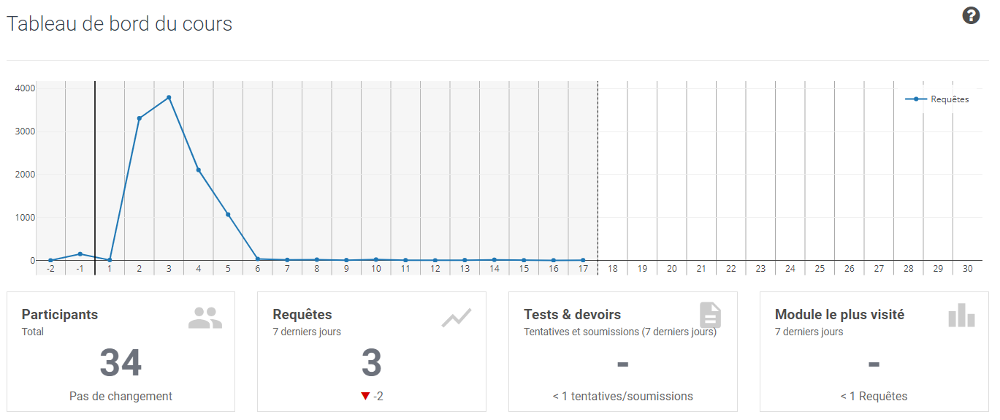 Tableau de bord du cours
?
4000
Requêtes
3000
2000
1000
0
-2 -1 1 2 3 4 5 6 7 8 9 10 11 12 13 14 15 16 17 18 19 20 21 22 23 24 25 26 27 28 29 30
Participants
Total
34
Pas de changement
Requêtes
7 derniers jours
3
-2
Tests & devoirs
Tentatives et soumissions (7 derniers jours)
-
< 1 tentatives/soumissions
Module le plus visité
7 derniers jours
-
< 1 Requêtes